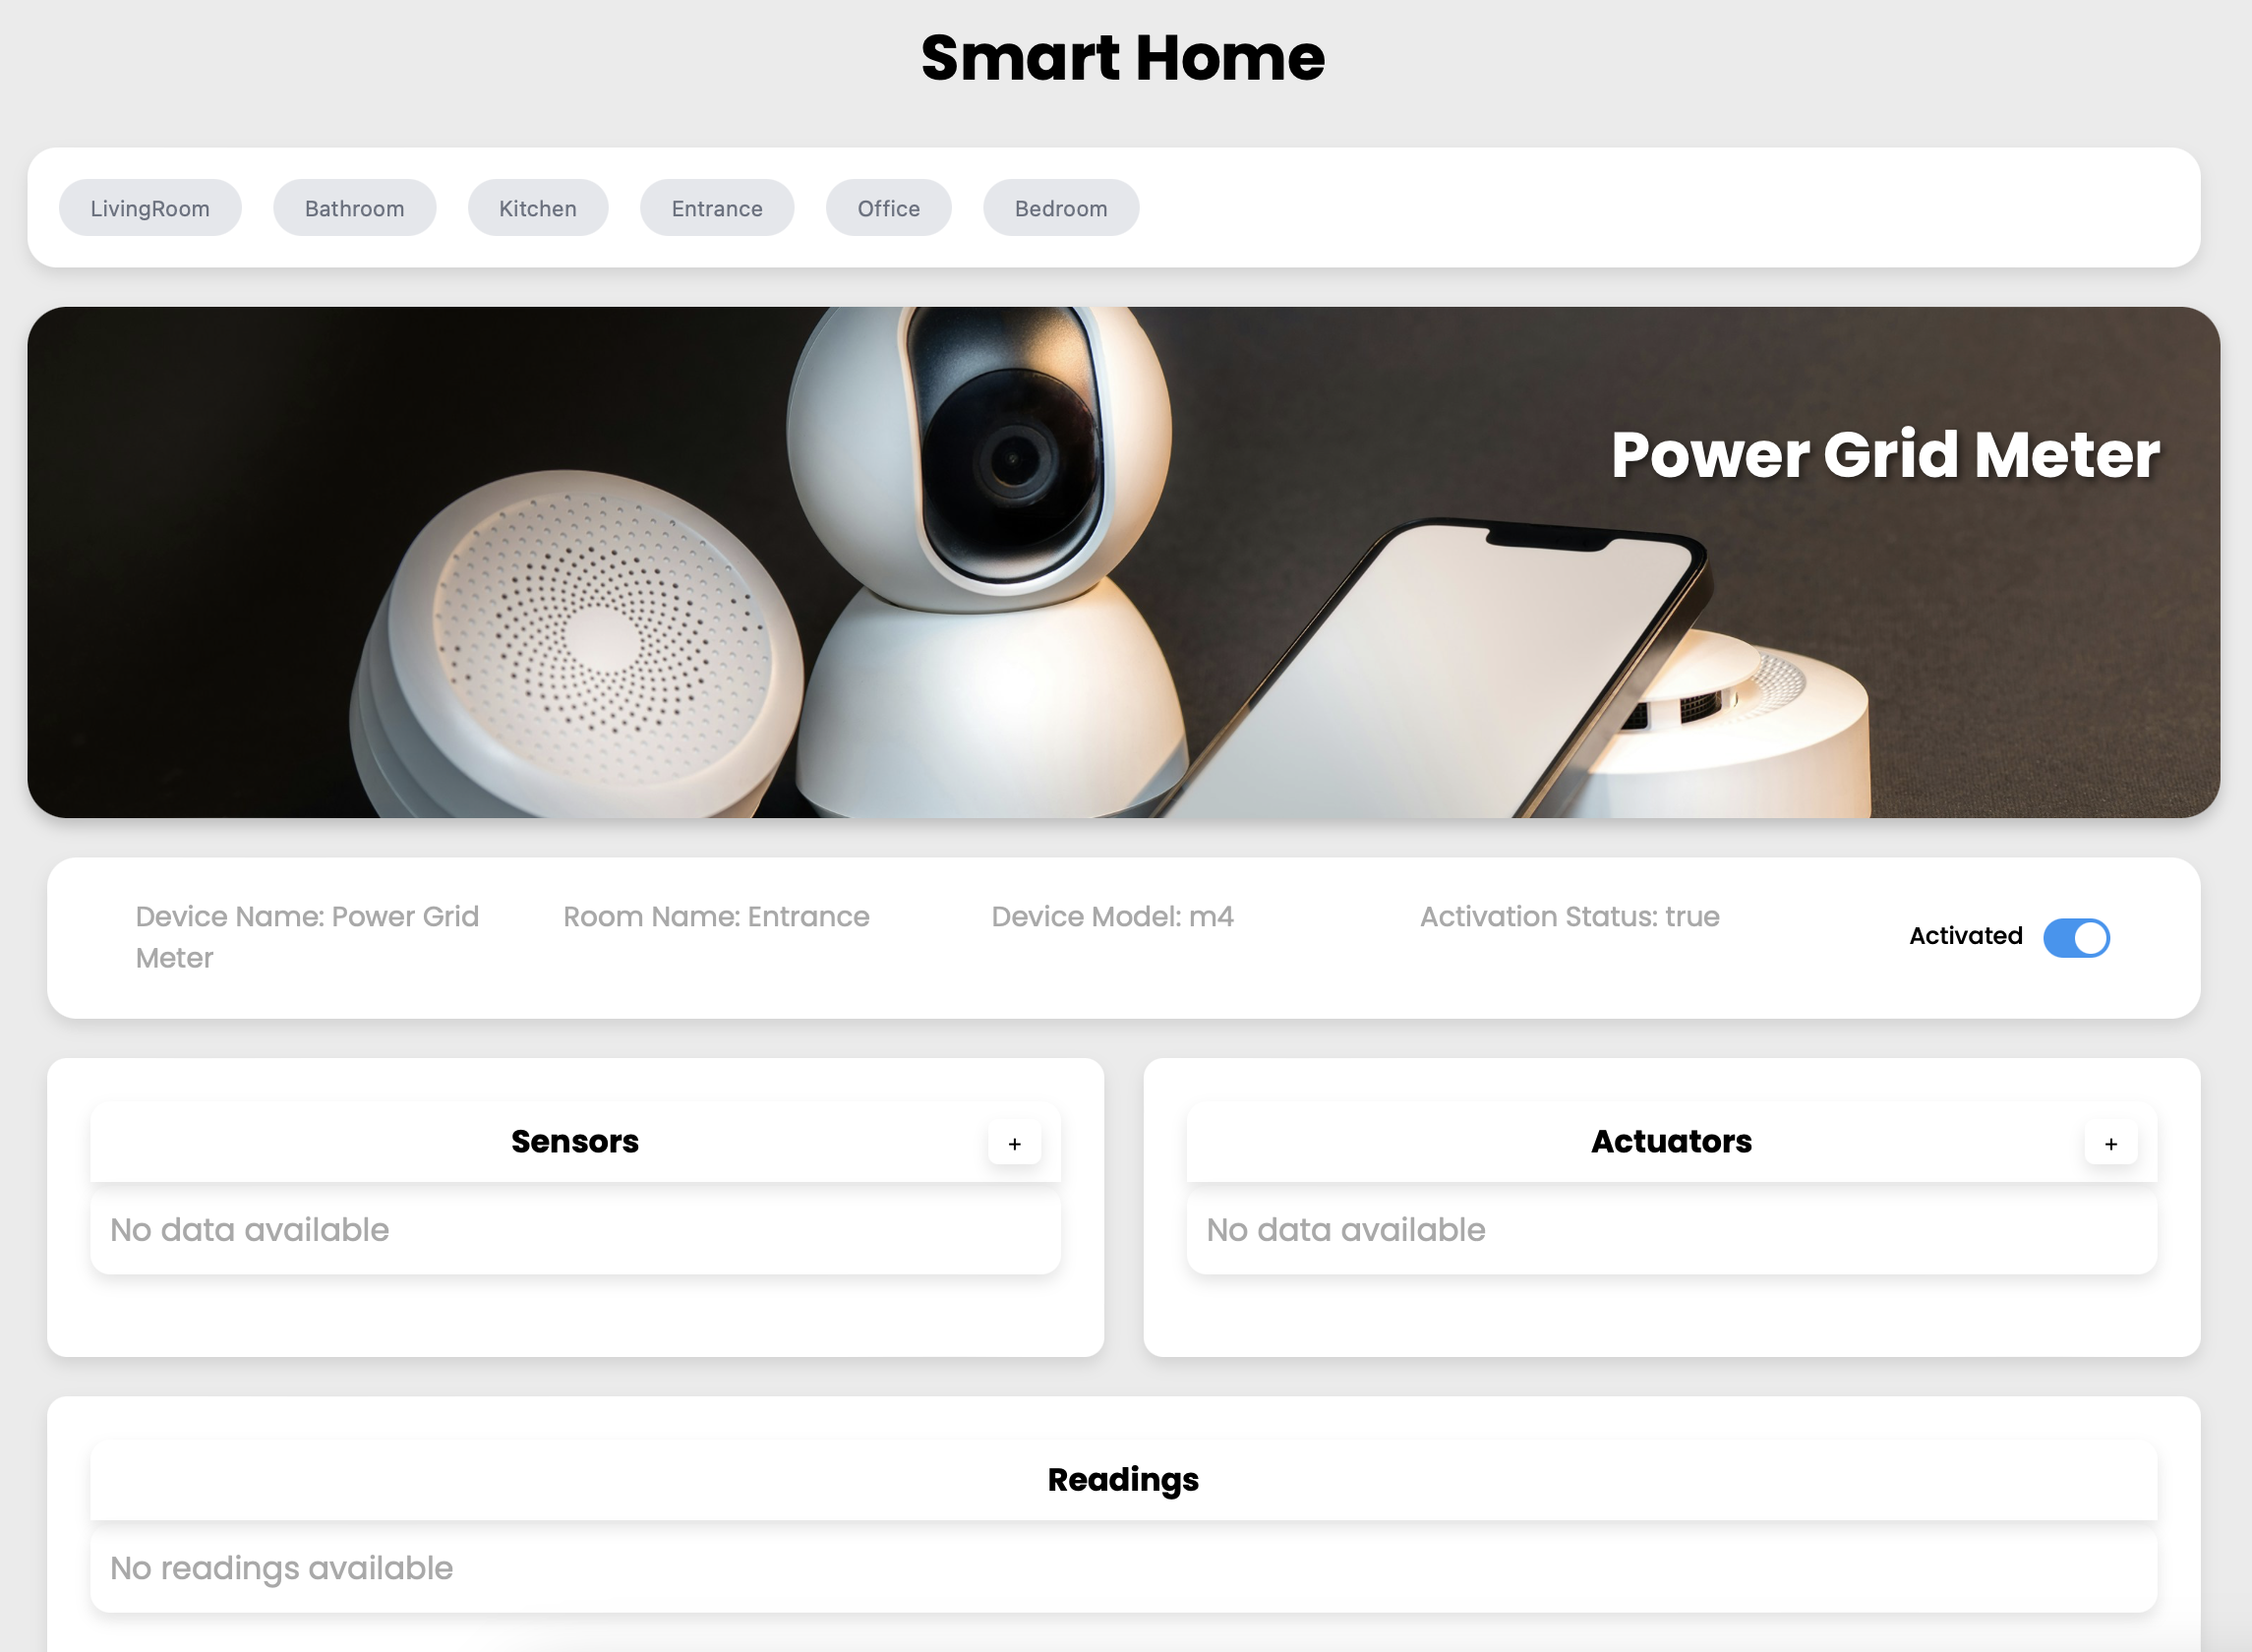 Smart Home
LivingRoom Bathroom Kitchen Entrance Office Bedroom
Power Grid Meter
Device Name: Power Grid
Meter
Room Name: Entrance
Device Model: m4
Activation Status: true
Activated
Sensors +
No data available
Actuators +
No data available
Readings
No readings available